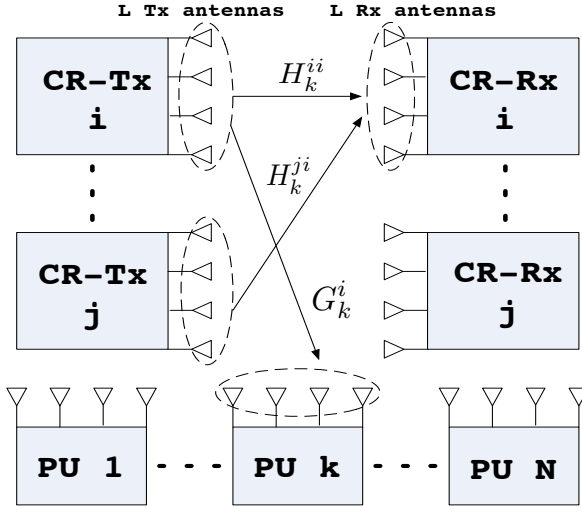 L Tx antennas
L Rx antennas
CR-Tx
i
CR-Rx
i
H_k^{ii}
H_k^{ji}
CR-Tx
j
CR-Rx
j
G_k^i
PU 1
PU k
PU N